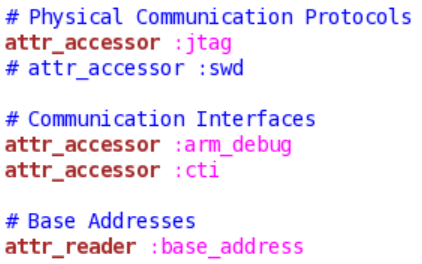 # Physical Communication Protocols
attr_accessor :jtag
# attr_accessor :swd
# Communication Interfaces
attr_accessor :arm_debug
attr_accessor :cti
# Base Addresses
attr_reader :base_address